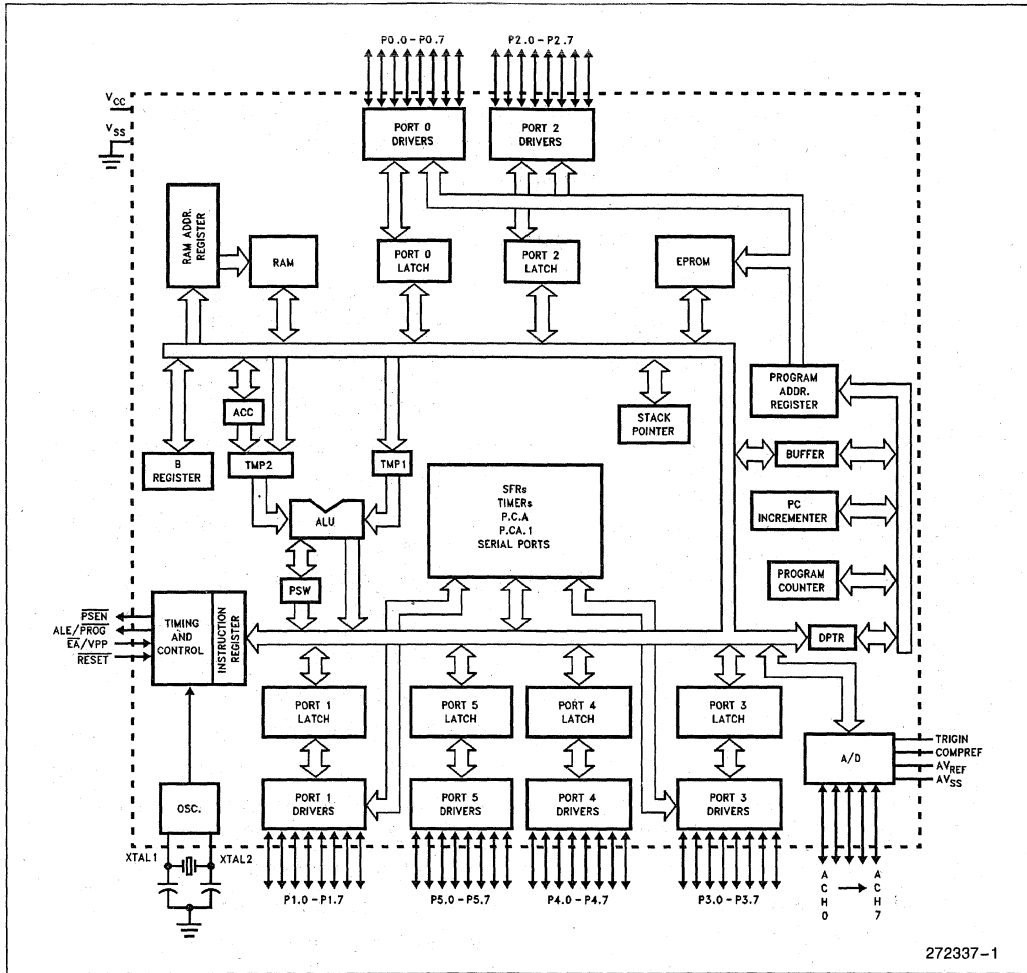 P0.0-P0.7
P2.0-P2.7
VCC
VSS
PORT 0
DRIVERS
PORT 2
DRIVERS
RAM ADDR.
REGISTER
RAM
PORT 0
LATCH
PORT 2
LATCH
EPROM
PROGRAM
ADDR.
REGISTER
ACC
STACK
POINTER
B
REGISTER
TMP2
TMP1
BUFFER
SFRs
TIMERs
P.C.A
P.CA.1
SERIAL PORTS
ALU
PC
INCREMENTER
PSW
PROGRAM
COUNTER
PSEN
ALE/PROG
EA/VPP
RESET
TIMING
AND
CONTROL
INSTRUCTION
REGISTER
DPTR
PORT 1
LATCH
PORT 5
LATCH
PORT 4
LATCH
PORT 3
LATCH
A/D
TRIGIN
COMPREF
AVREF
AVSS
OSC.
PORT 1
DRIVERS
PORT 5
DRIVERS
PORT 4
DRIVERS
PORT 3
DRIVERS
XTAL1
XTAL2
P1.0-P1.7
P5.0-P5.7
P4.0-P4.7
P3.0-P3.7
ACH0
ACH7
272337-1